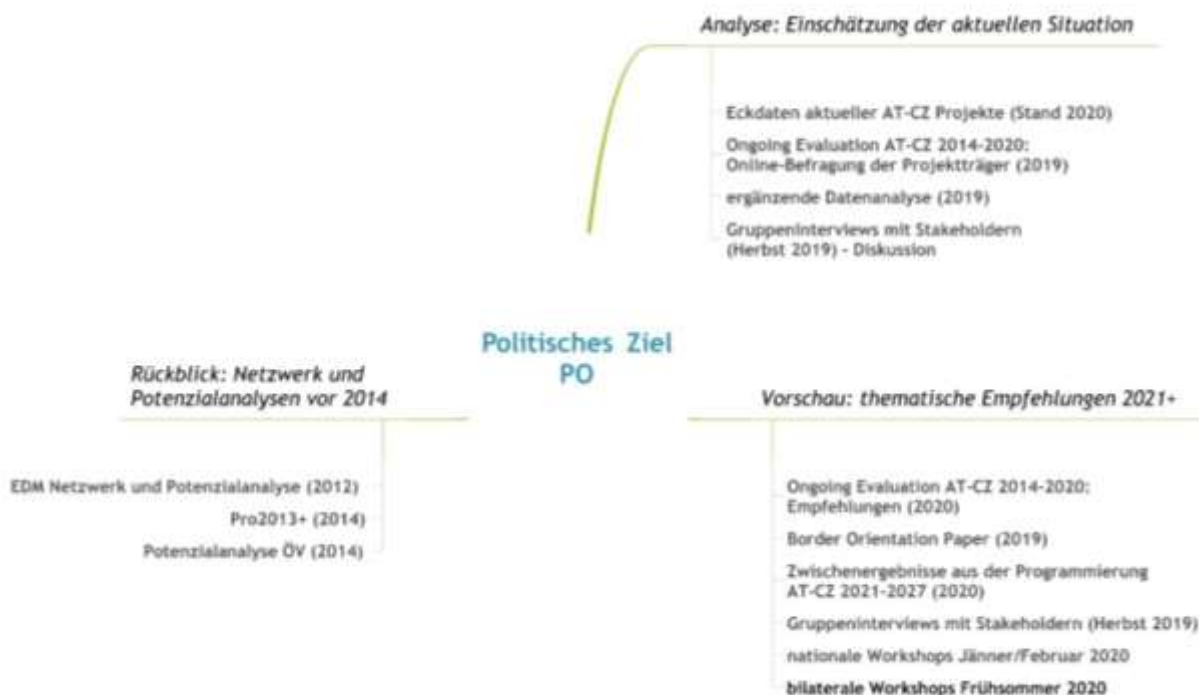 Analyse: Einschätzung der aktuellen Situation
Eckdaten aktueller AT-CZ Projekte (Stand 2020)
Ongoing Evaluation AT-CZ 2014-2020:
Online-Befragung der Projektträger (2019)
ergänzende Datenanalyse (2019)
Gruppeninterviews mit Stakeholdern
(Herbst 2019) - Diskussion
Politisches Ziel
PO
Rückblick: Netzwerk und
Potenzialanalysen vor 2014
EDM Netzwerk und Potenzialanalyse (2012)
Pro2013+ (2014)
Potenzialanalyse ÖV (2014)
Vorschau: thematische Empfehlungen 2021+
Ongoing Evaluation AT-CZ 2014-2020:
Empfehlungen (2020)
Border Orientation Paper (2019)
Zwischenergebnisse aus der Programmierung
AT-CZ 2021-2027 (2020)
Gruppeninterviews mit Stakeholdern (Herbst 2019)
nationale Workshops Jänner/Februar 2020
bilaterale Workshops Frühsommer 2020